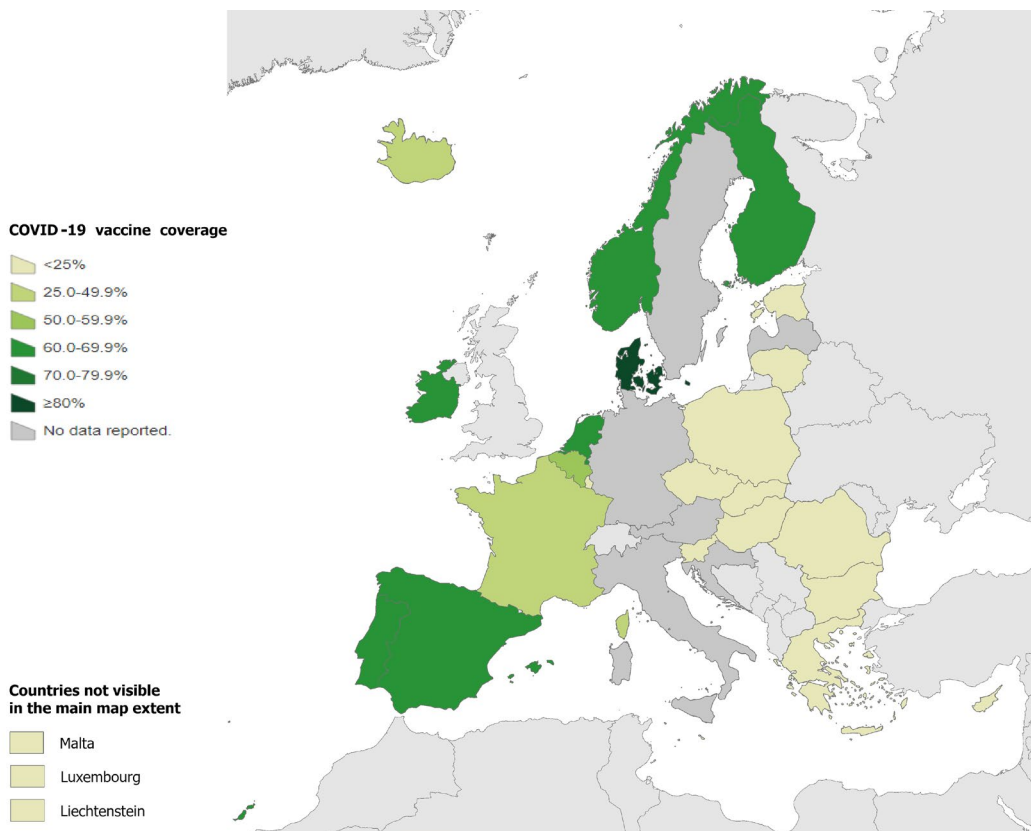 COVID-19 vaccine coverage
<25%
25.0-49.9%
50.0-59.9%
60.0-69.9%
70.0-79.9%
≥80%
No data reported.
Countries not visible
in the main map extent
Malta
Luxembourg
Liechtenstein